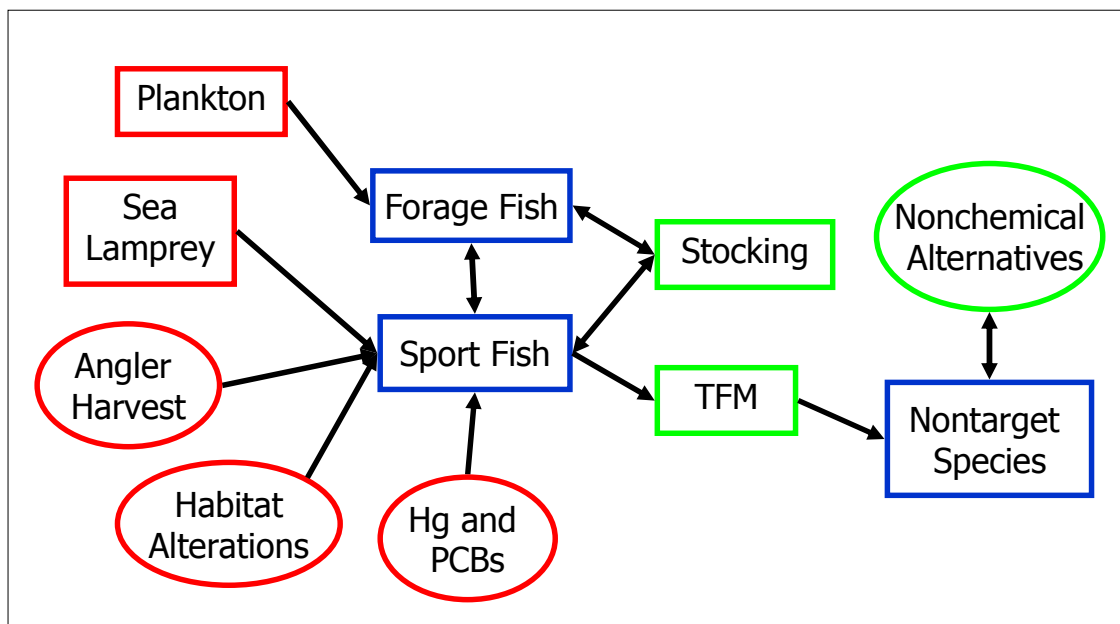 Plankton
Sea
Lamprey
Forage Fish
Stocking
Nonchemical
Alternatives
Sport Fish
Angler
Harvest
TFM
Nontarget
Species
Habitat
Alterations
Hg and
PCBs